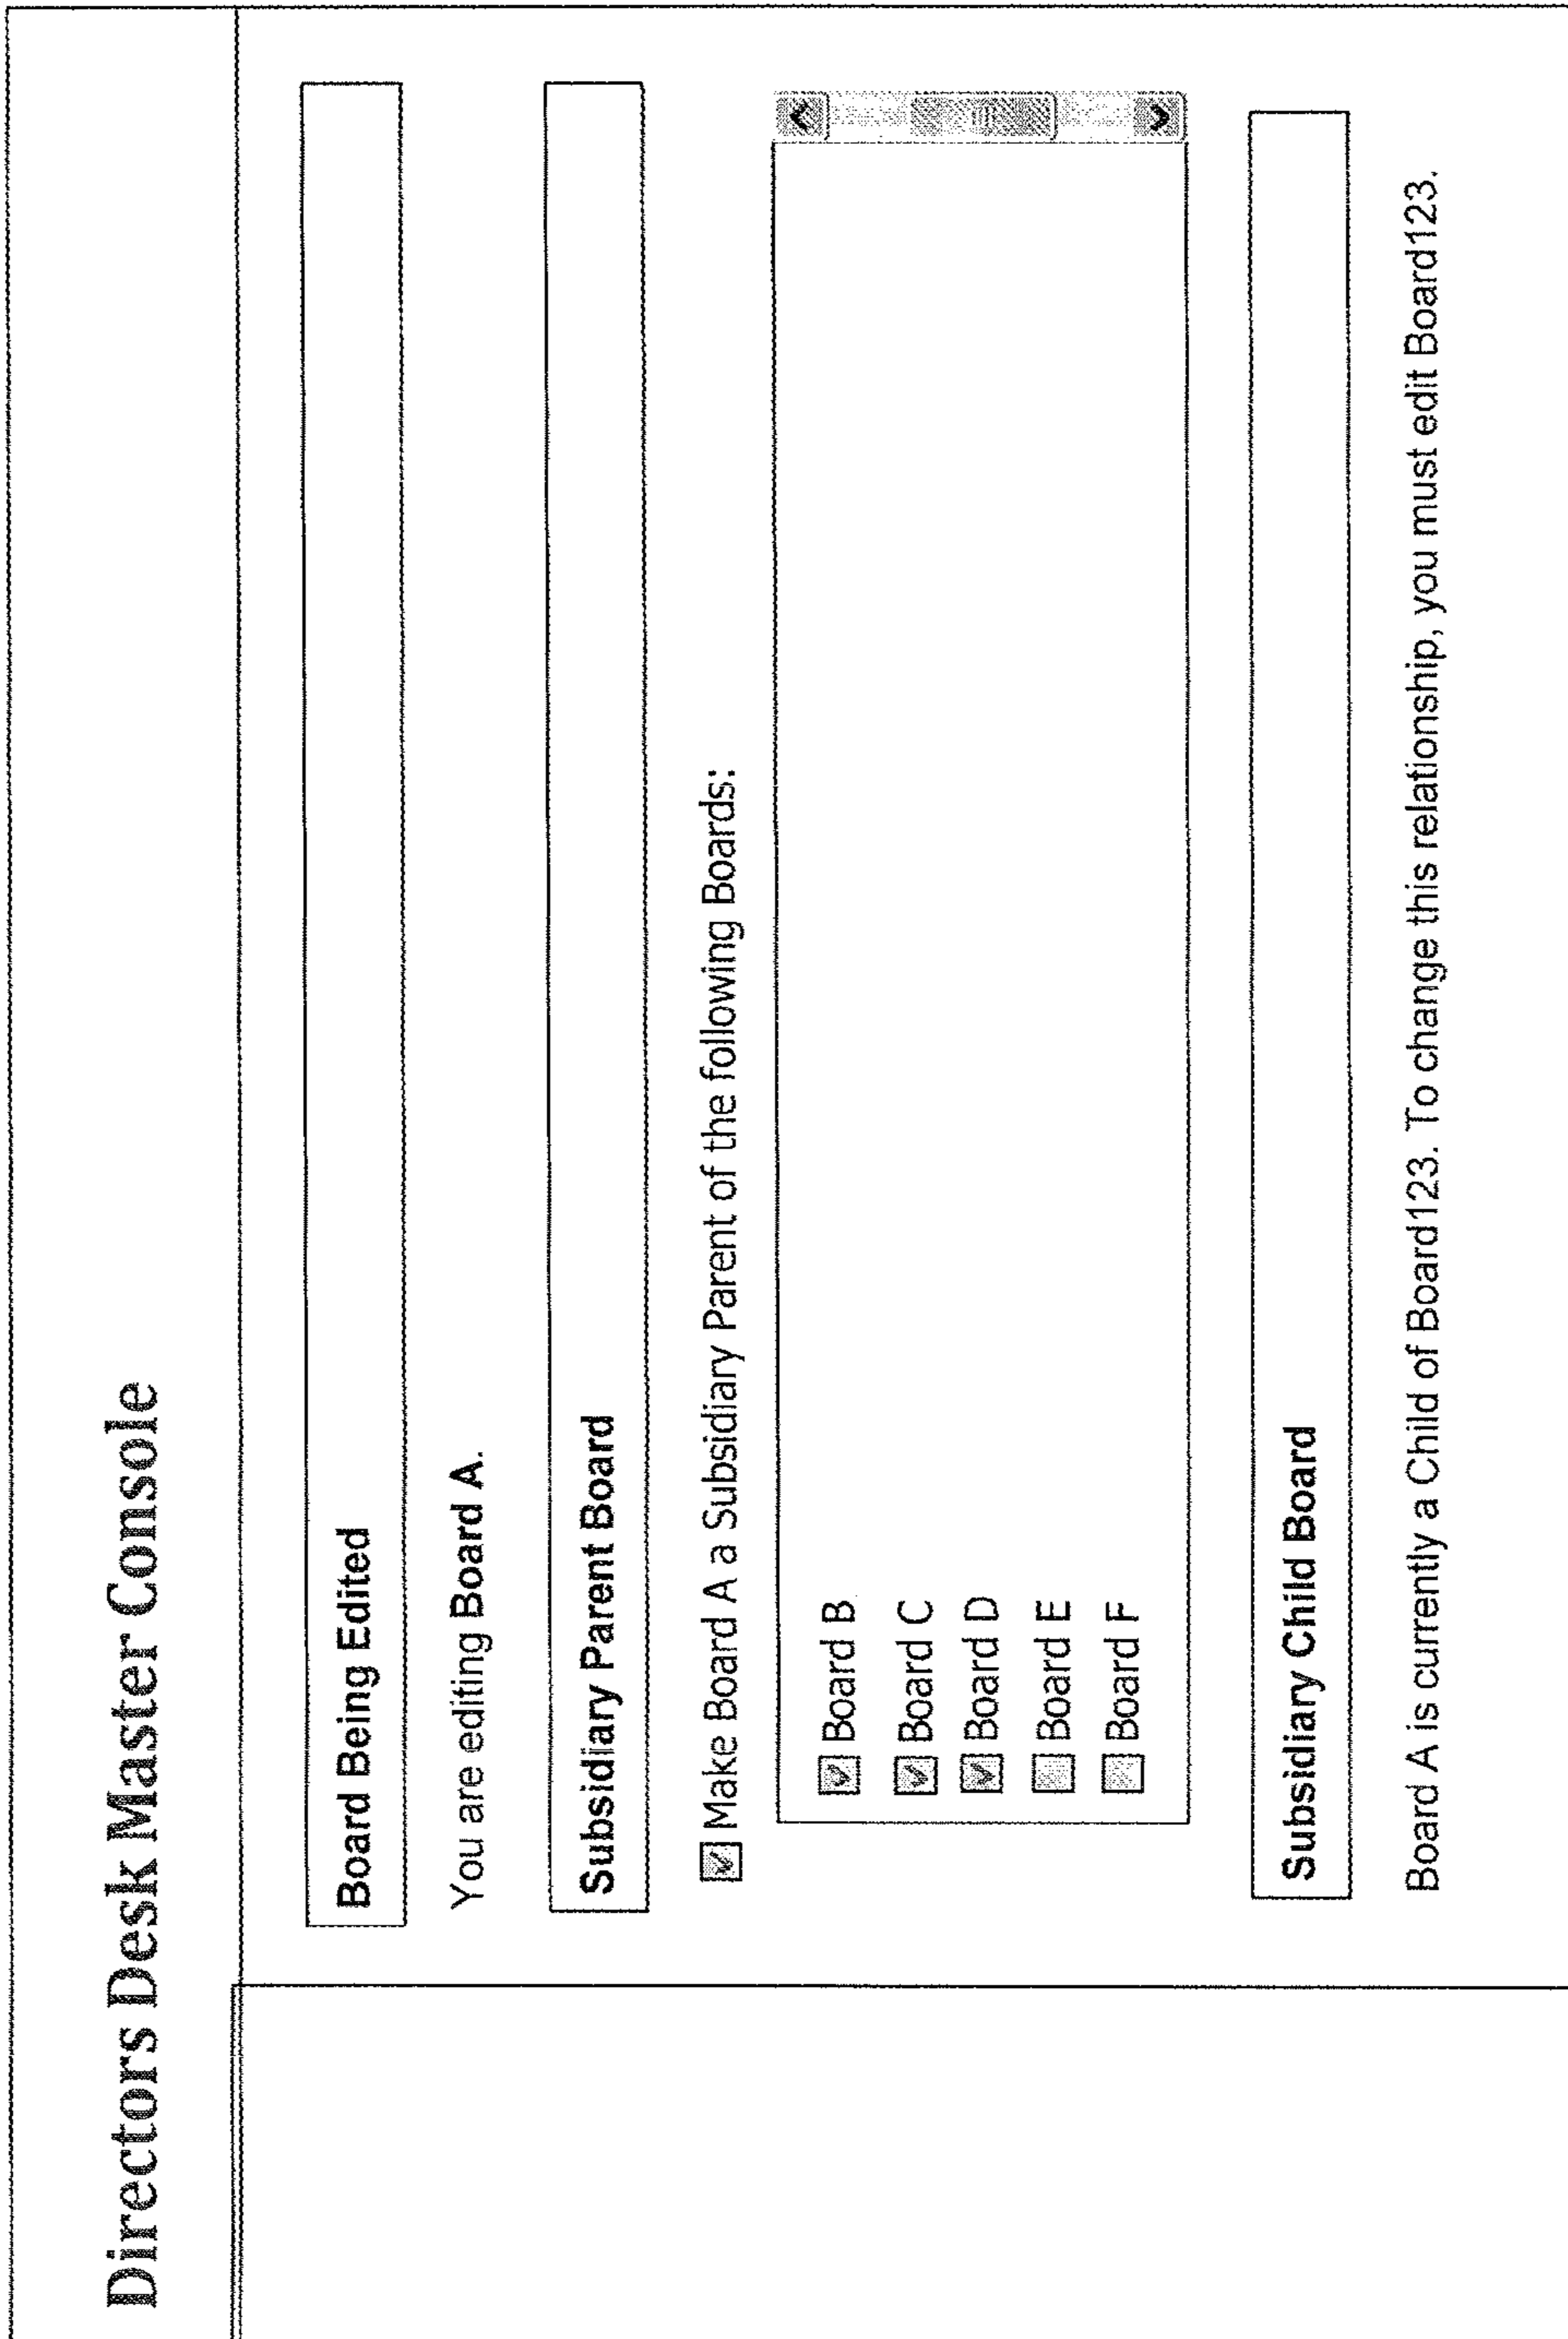 Directors Desk Master Console
Board Being Edited
You are editing Board A.
Subsidiary Parent Board
Make Board A a Subsidiary Parent of the following Boards:
Board B
Board C
Board D
Board E
Board F
Subsidiary Child Board
Board A is currently a Child of Board123. To change this relationship, you must edit Board123.